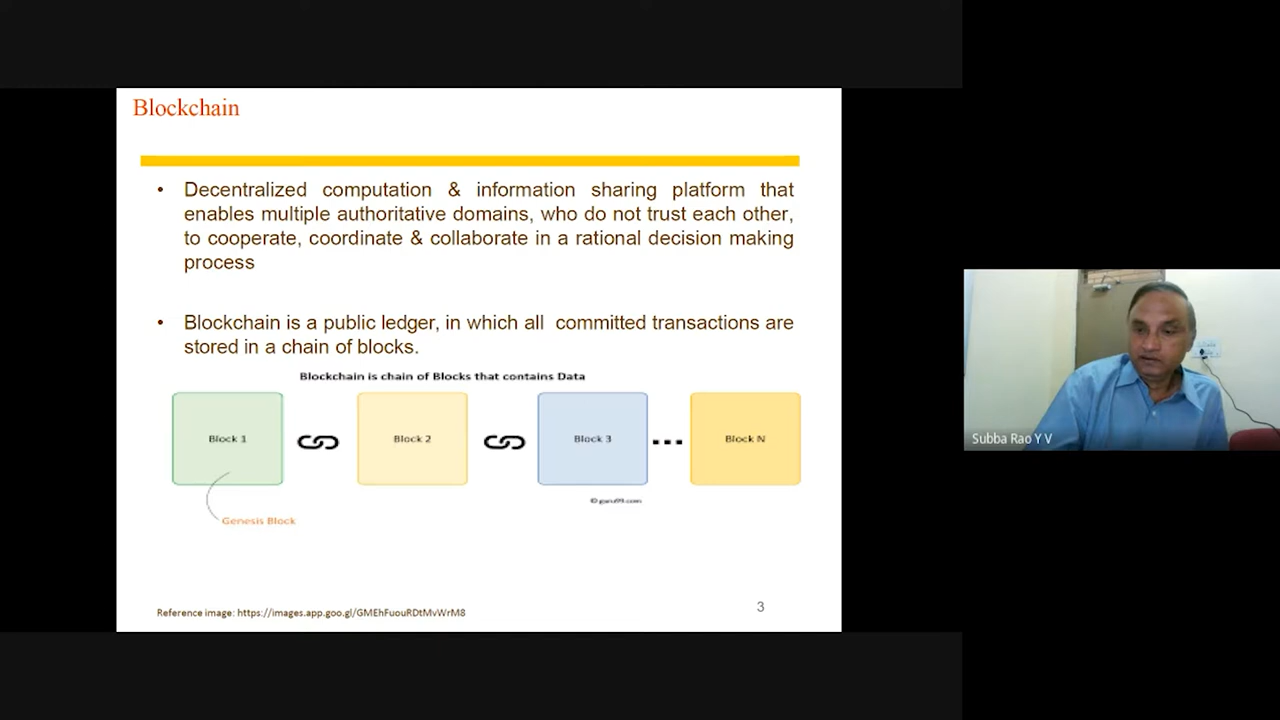 Blockchain
• Decentralized computation & information sharing platform that
enables multiple authoritative domains, who do not trust each other,
to cooperate, coordinate & collaborate in a rational decision making
process
• Blockchain is a public ledger, in which all committed transactions are
stored in a chain of blocks.
Blockchain is chain of Blocks that contains Data
Block 1
Block 2
Block 3
Block N
© guru99.com
Genesis Block
Reference image: https://images.app.goo.gl/GMEhFuouRDtMvWrM8
3
Subba Rao Y V